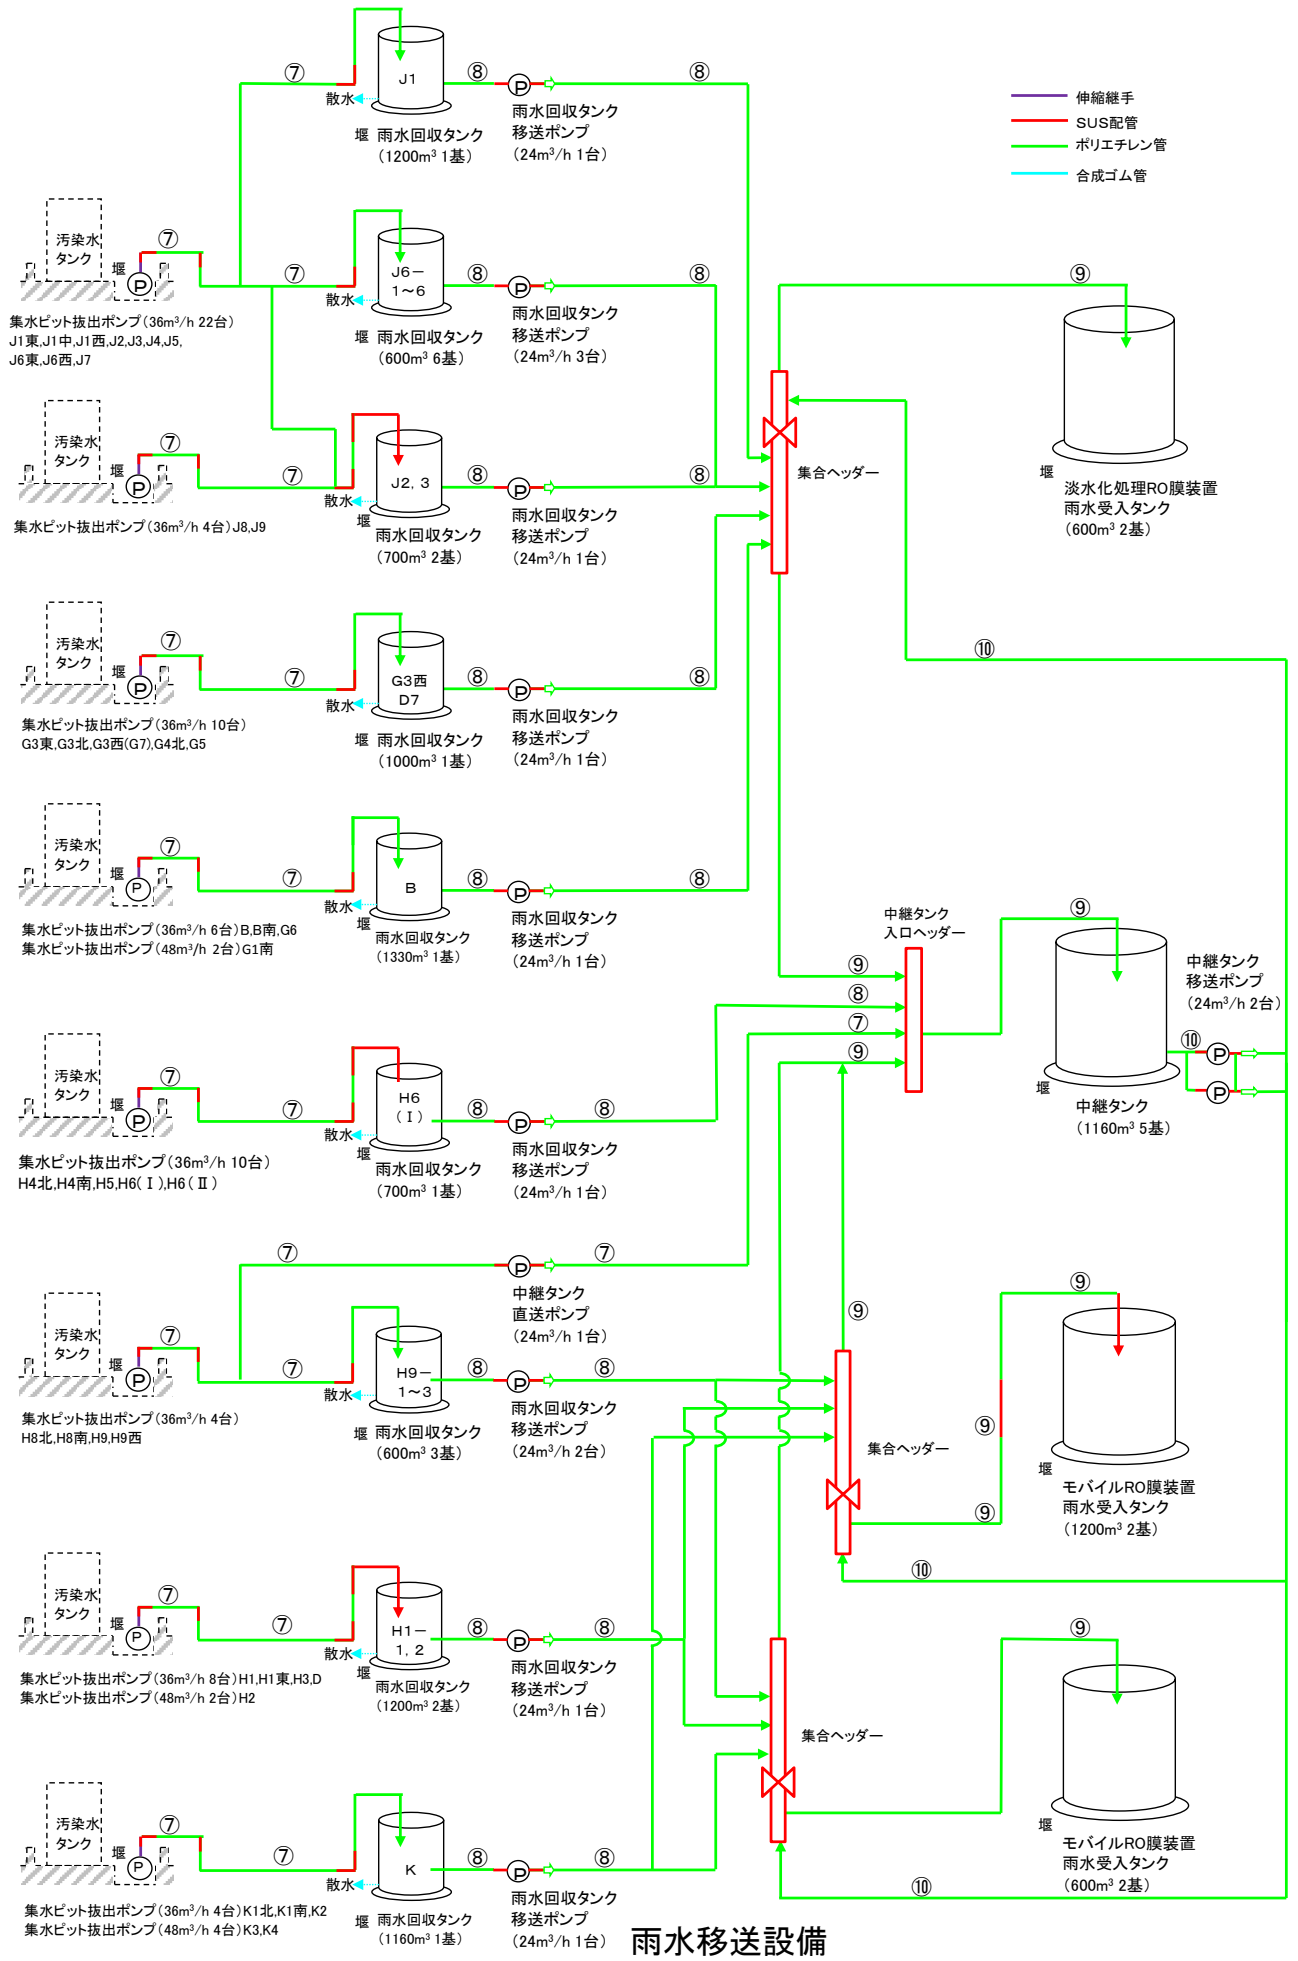 ⑦
J1
⑧
P
⑧
散水
堰 雨水回収タンク
(1200m³ 1基)
雨水回収タンク
移送ポンプ
(24m³/h 1台)
伸縮継手
SUS配管
ポリエチレン管
合成ゴム管
汚染水
タンク
堰
P
⑦
集水ピット抜出ポンプ(36m³/h 22台)
J1東,J1中,J1西,J2,J3,J4,J5,
J6東,J6西,J7
⑦
J6－
1～6
⑧
P
⑧
散水
堰 雨水回収タンク
(600m³ 6基)
雨水回収タンク
移送ポンプ
(24m³/h 3台)
⑨
堰
淡水化処理RO膜装置
雨水受入タンク
(600m³ 2基)
集合ヘッダー
汚染水
タンク
堰
P
⑦
集水ピット抜出ポンプ(36m³/h 4台)J8,J9
⑦
J2, 3
⑧
P
散水
堰
雨水回収タンク
(700m³ 2基)
雨水回収タンク
移送ポンプ
(24m³/h 1台)
汚染水
タンク
堰
P
⑦
集水ピット抜出ポンプ(36m³/h 10台)
G3東,G3北,G3西(G7),G4北,G5
⑦
G3西
D7
⑧
P
⑧
散水
堰 雨水回収タンク
(1000m³ 1基)
雨水回収タンク
移送ポンプ
(24m³/h 1台)
⑩
汚染水
タンク
堰
P
⑦
集水ピット抜出ポンプ(36m³/h 6台)B,B南,G6
集水ピット抜出ポンプ(48m³/h 2台)G1南
⑦
B
⑧
P
⑧
散水
堰
雨水回収タンク
(1330m³ 1基)
雨水回収タンク
移送ポンプ
(24m³/h 1台)
中継タンク
入口ヘッダー
⑨
⑧
⑦
⑨
⑨
中継タンク
移送ポンプ
(24m³/h 2台)
⑩
P
P
堰
中継タンク
(1160m³ 5基)
汚染水
タンク
堰
P
⑦
集水ピット抜出ポンプ(36m³/h 10台)
H4北,H4南,H5,H6(Ⅰ),H6(Ⅱ)
⑦
H6
(Ⅰ)
⑧
P
⑧
散水
堰
雨水回収タンク
(700m³ 1基)
雨水回収タンク
移送ポンプ
(24m³/h 1台)
⑦
P
⑦
中継タンク
直送ポンプ
(24m³/h 1台)
汚染水
タンク
堰
P
⑦
集水ピット抜出ポンプ(36m³/h 4台)
H8北,H8南,H9,H9西
⑦
H9－
1～3
⑧
P
⑧
散水
堰 雨水回収タンク
(600m³ 3基)
雨水回収タンク
移送ポンプ
(24m³/h 2台)
⑨
集合ヘッダー
⑨
⑨
⑨
堰
モバイルRO膜装置
雨水受入タンク
(1200m³ 2基)
⑩
汚染水
タンク
堰
P
⑦
集水ピット抜出ポンプ(36m³/h 8台)H1,H1東,H3,D
集水ピット抜出ポンプ(48m³/h 2台)H2
⑦
H1－
1, 2
⑧
P
⑧
散水
堰
雨水回収タンク
(1200m³ 2基)
雨水回収タンク
移送ポンプ
(24m³/h 1台)
集合ヘッダー
⑨
堰
モバイルRO膜装置
雨水受入タンク
(600m³ 2基)
⑩
汚染水
タンク
堰
P
⑦
集水ピット抜出ポンプ(36m³/h 4台)K1北,K1南,K2
集水ピット抜出ポンプ(48m³/h 4台)K3,K4
⑦
K
⑧
P
⑧
散水
堰 雨水回収タンク
(1160m³ 1基)
雨水回収タンク
移送ポンプ
(24m³/h 1台)
雨水移送設備